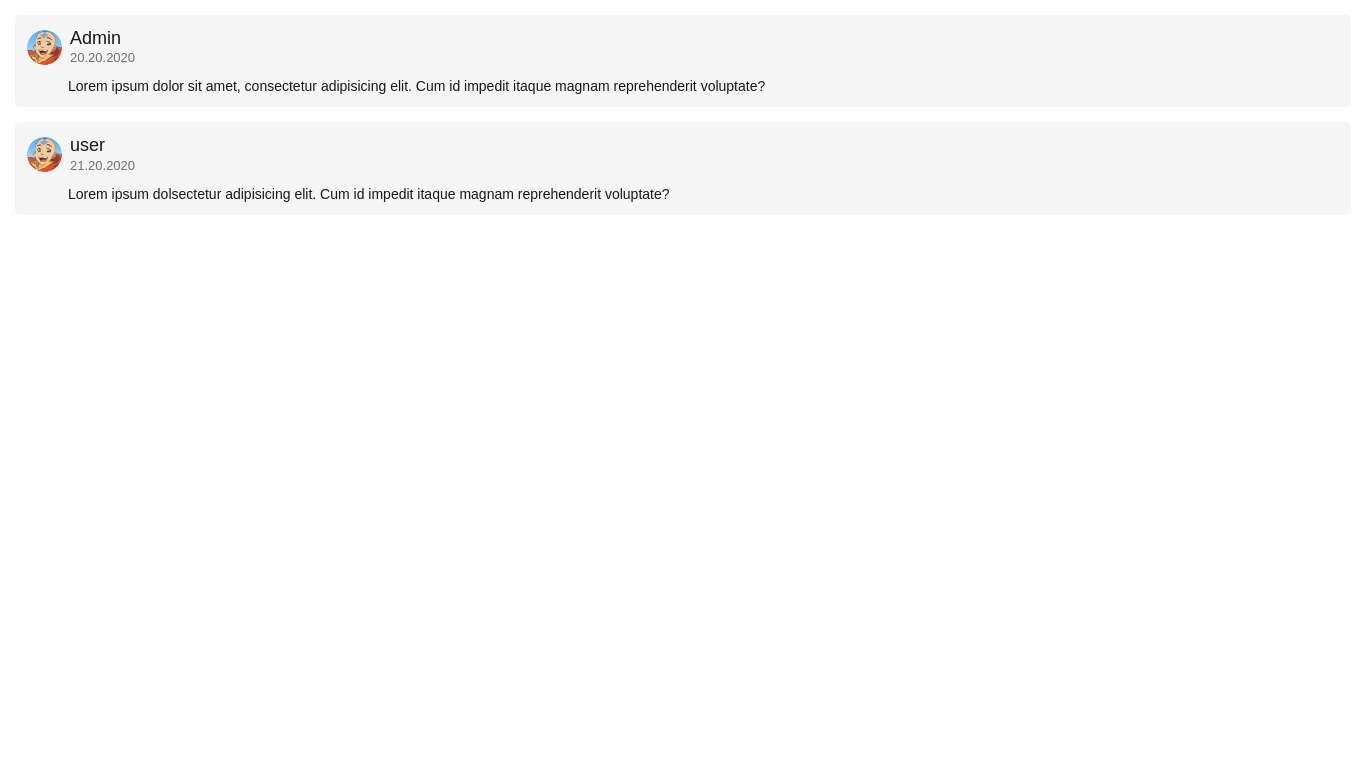 Admin
20.20.2020
Lorem ipsum dolor sit amet, consectetur adipisicing elit. Cum id impedit itaque magnam reprehenderit voluptate?
user
21.20.2020
Lorem ipsum dolsectetur adipisicing elit. Cum id impedit itaque magnam reprehenderit voluptate?